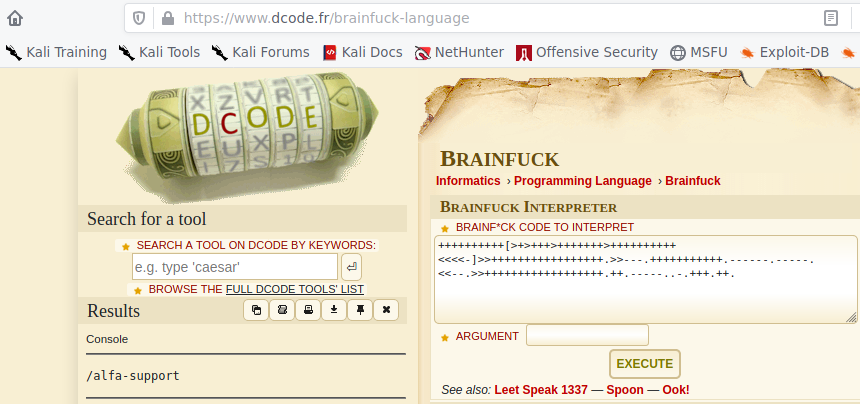 https://www.dcode.fr/brainfuck-language
Kali Training Kali Tools Kali Forums Kali Docs NetHunter Offensive Security MSFU Exploit-DB
X Z V R T
D C O D E
E U X P L
Search for a tool
SEARCH A TOOL ON DCODE BY KEYWORDS:
e.g. type 'caesar'
BROWSE THE FULL DCODE TOOLS' LIST
Results
Console
/alfa-support
BRAINFUCK
Informatics › Programming Language › Brainfuck
BRAINFUCK INTERPRETER
BRAINF*CK CODE TO INTERPRET
++++++++++[>+>+++>+++++++>++++++++++
<<<<-]>>+++++++++++++++++.>>---.+++++++++++.------.-----.
<<--.>>++++++++++++++++++.++.-----..-.+++.++.
ARGUMENT
EXECUTE
See also: Leet Speak 1337 — Spoon — Ook!